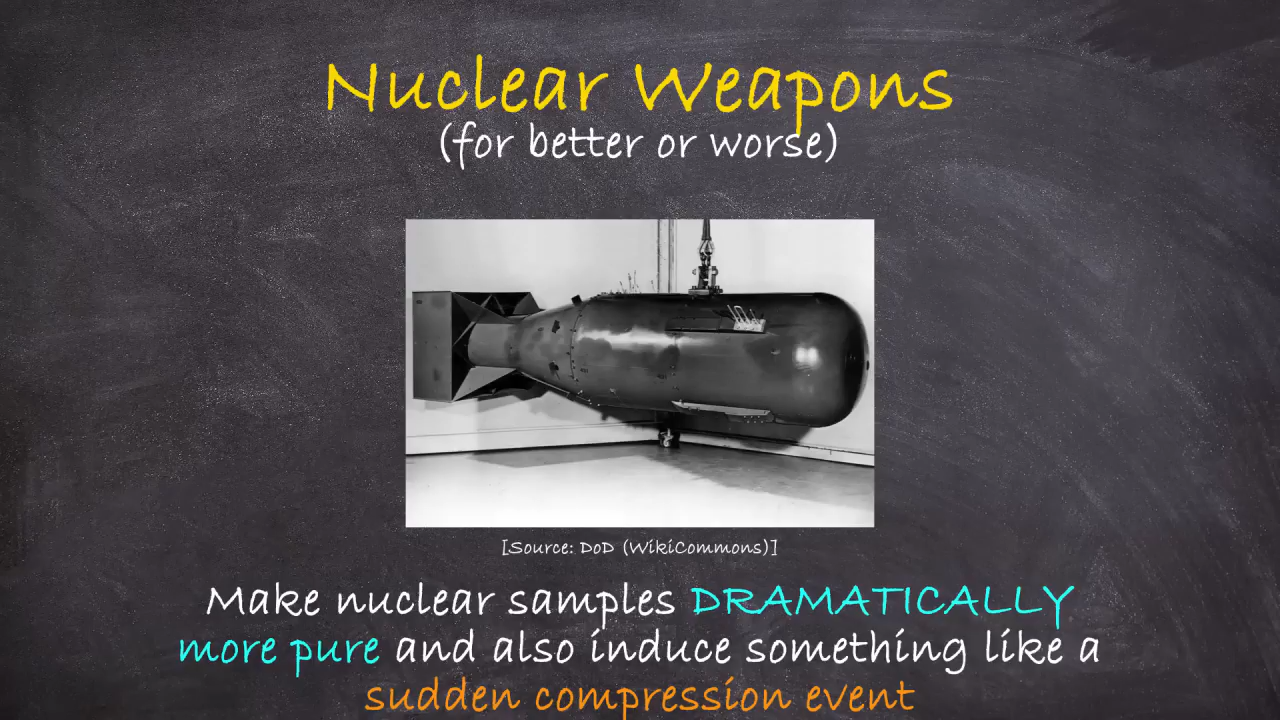 Nuclear Weapons
(for better or worse)
[Source: DoD (WikiCommons)]
Make nuclear samples DRAMATICALLY
more pure and also induce something like a
sudden compression event